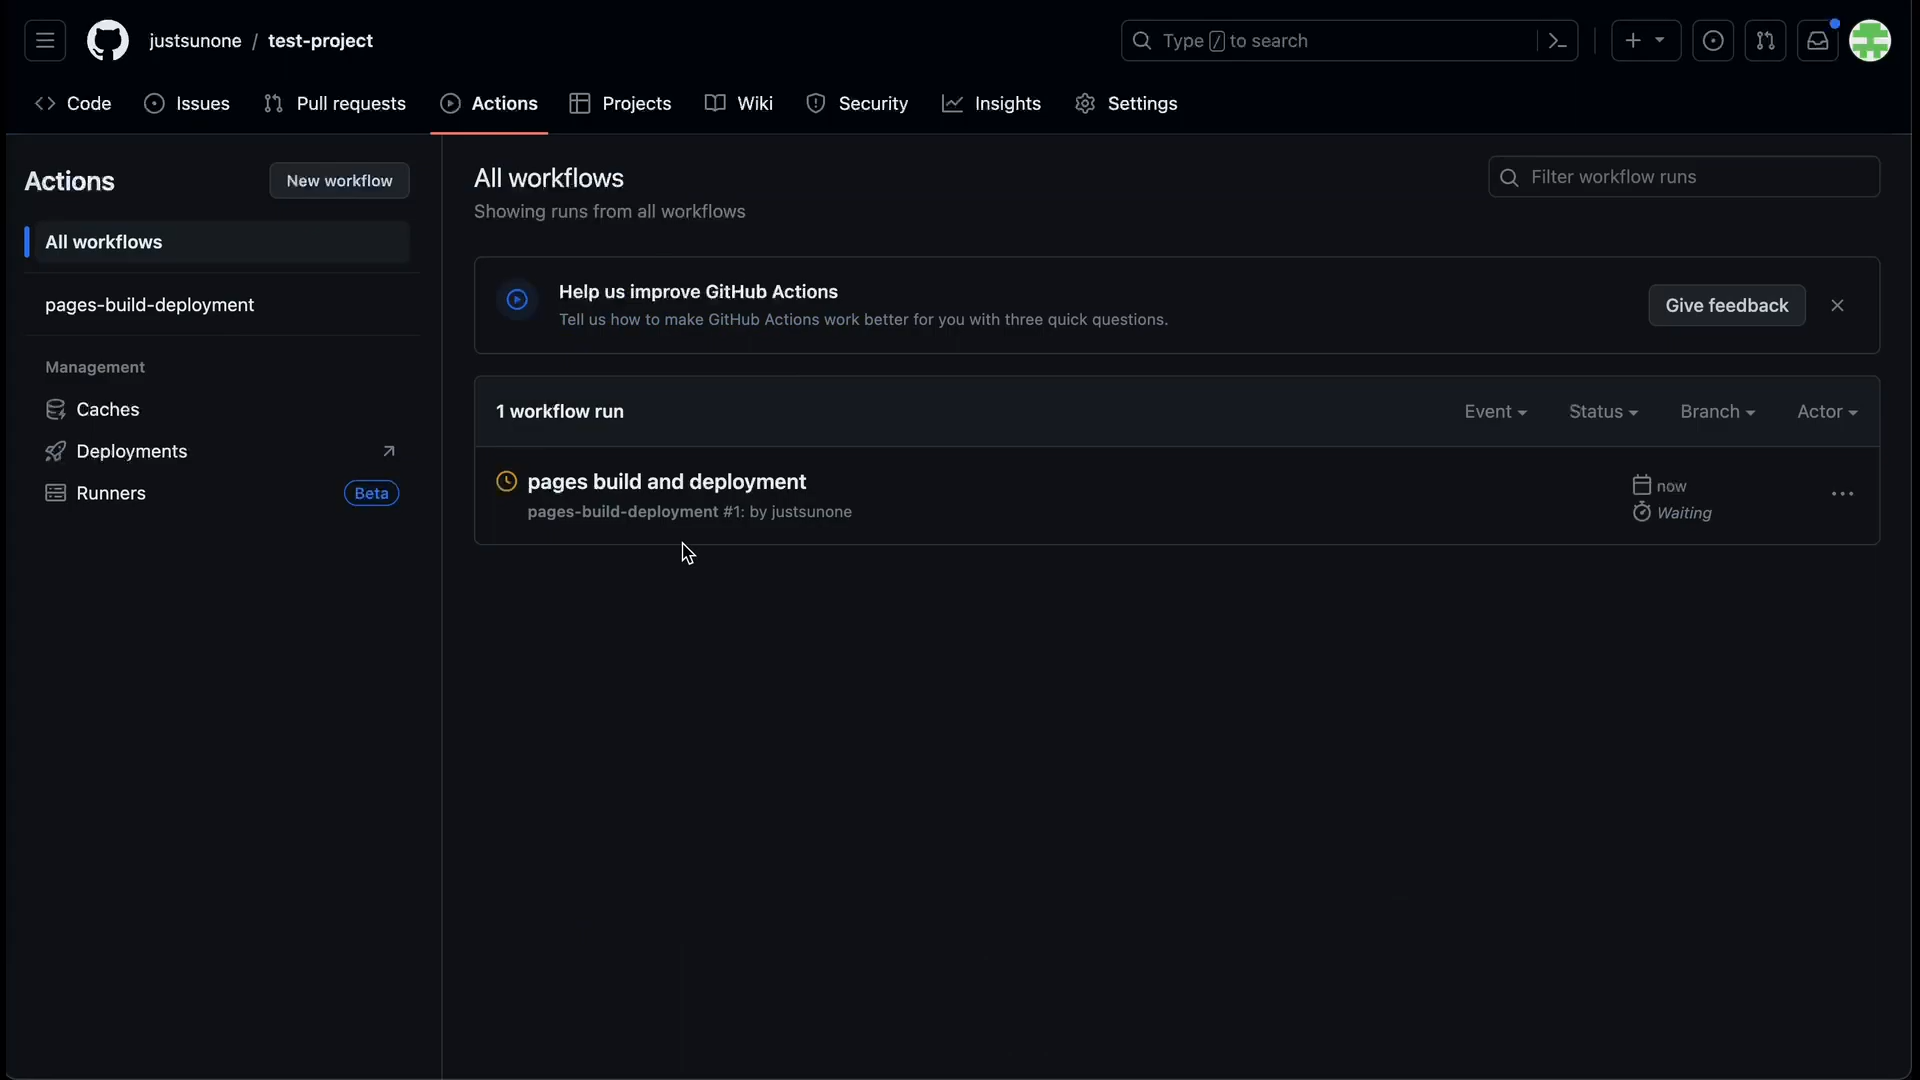 justsunone / test-project
Type / to search
Code
Issues
Pull requests
Actions
Projects
Wiki
Security
Insights
Settings
Actions
New workflow
All workflows
pages-build-deployment
Management
Caches
Deployments
Runners
Beta
All workflows
Showing runs from all workflows
Filter workflow runs
Help us improve GitHub Actions
Tell us how to make GitHub Actions work better for you with three quick questions.
Give feedback
1 workflow run
Event
Status
Branch
Actor
pages build and deployment
pages-build-deployment #1: by justsunone
now
Waiting